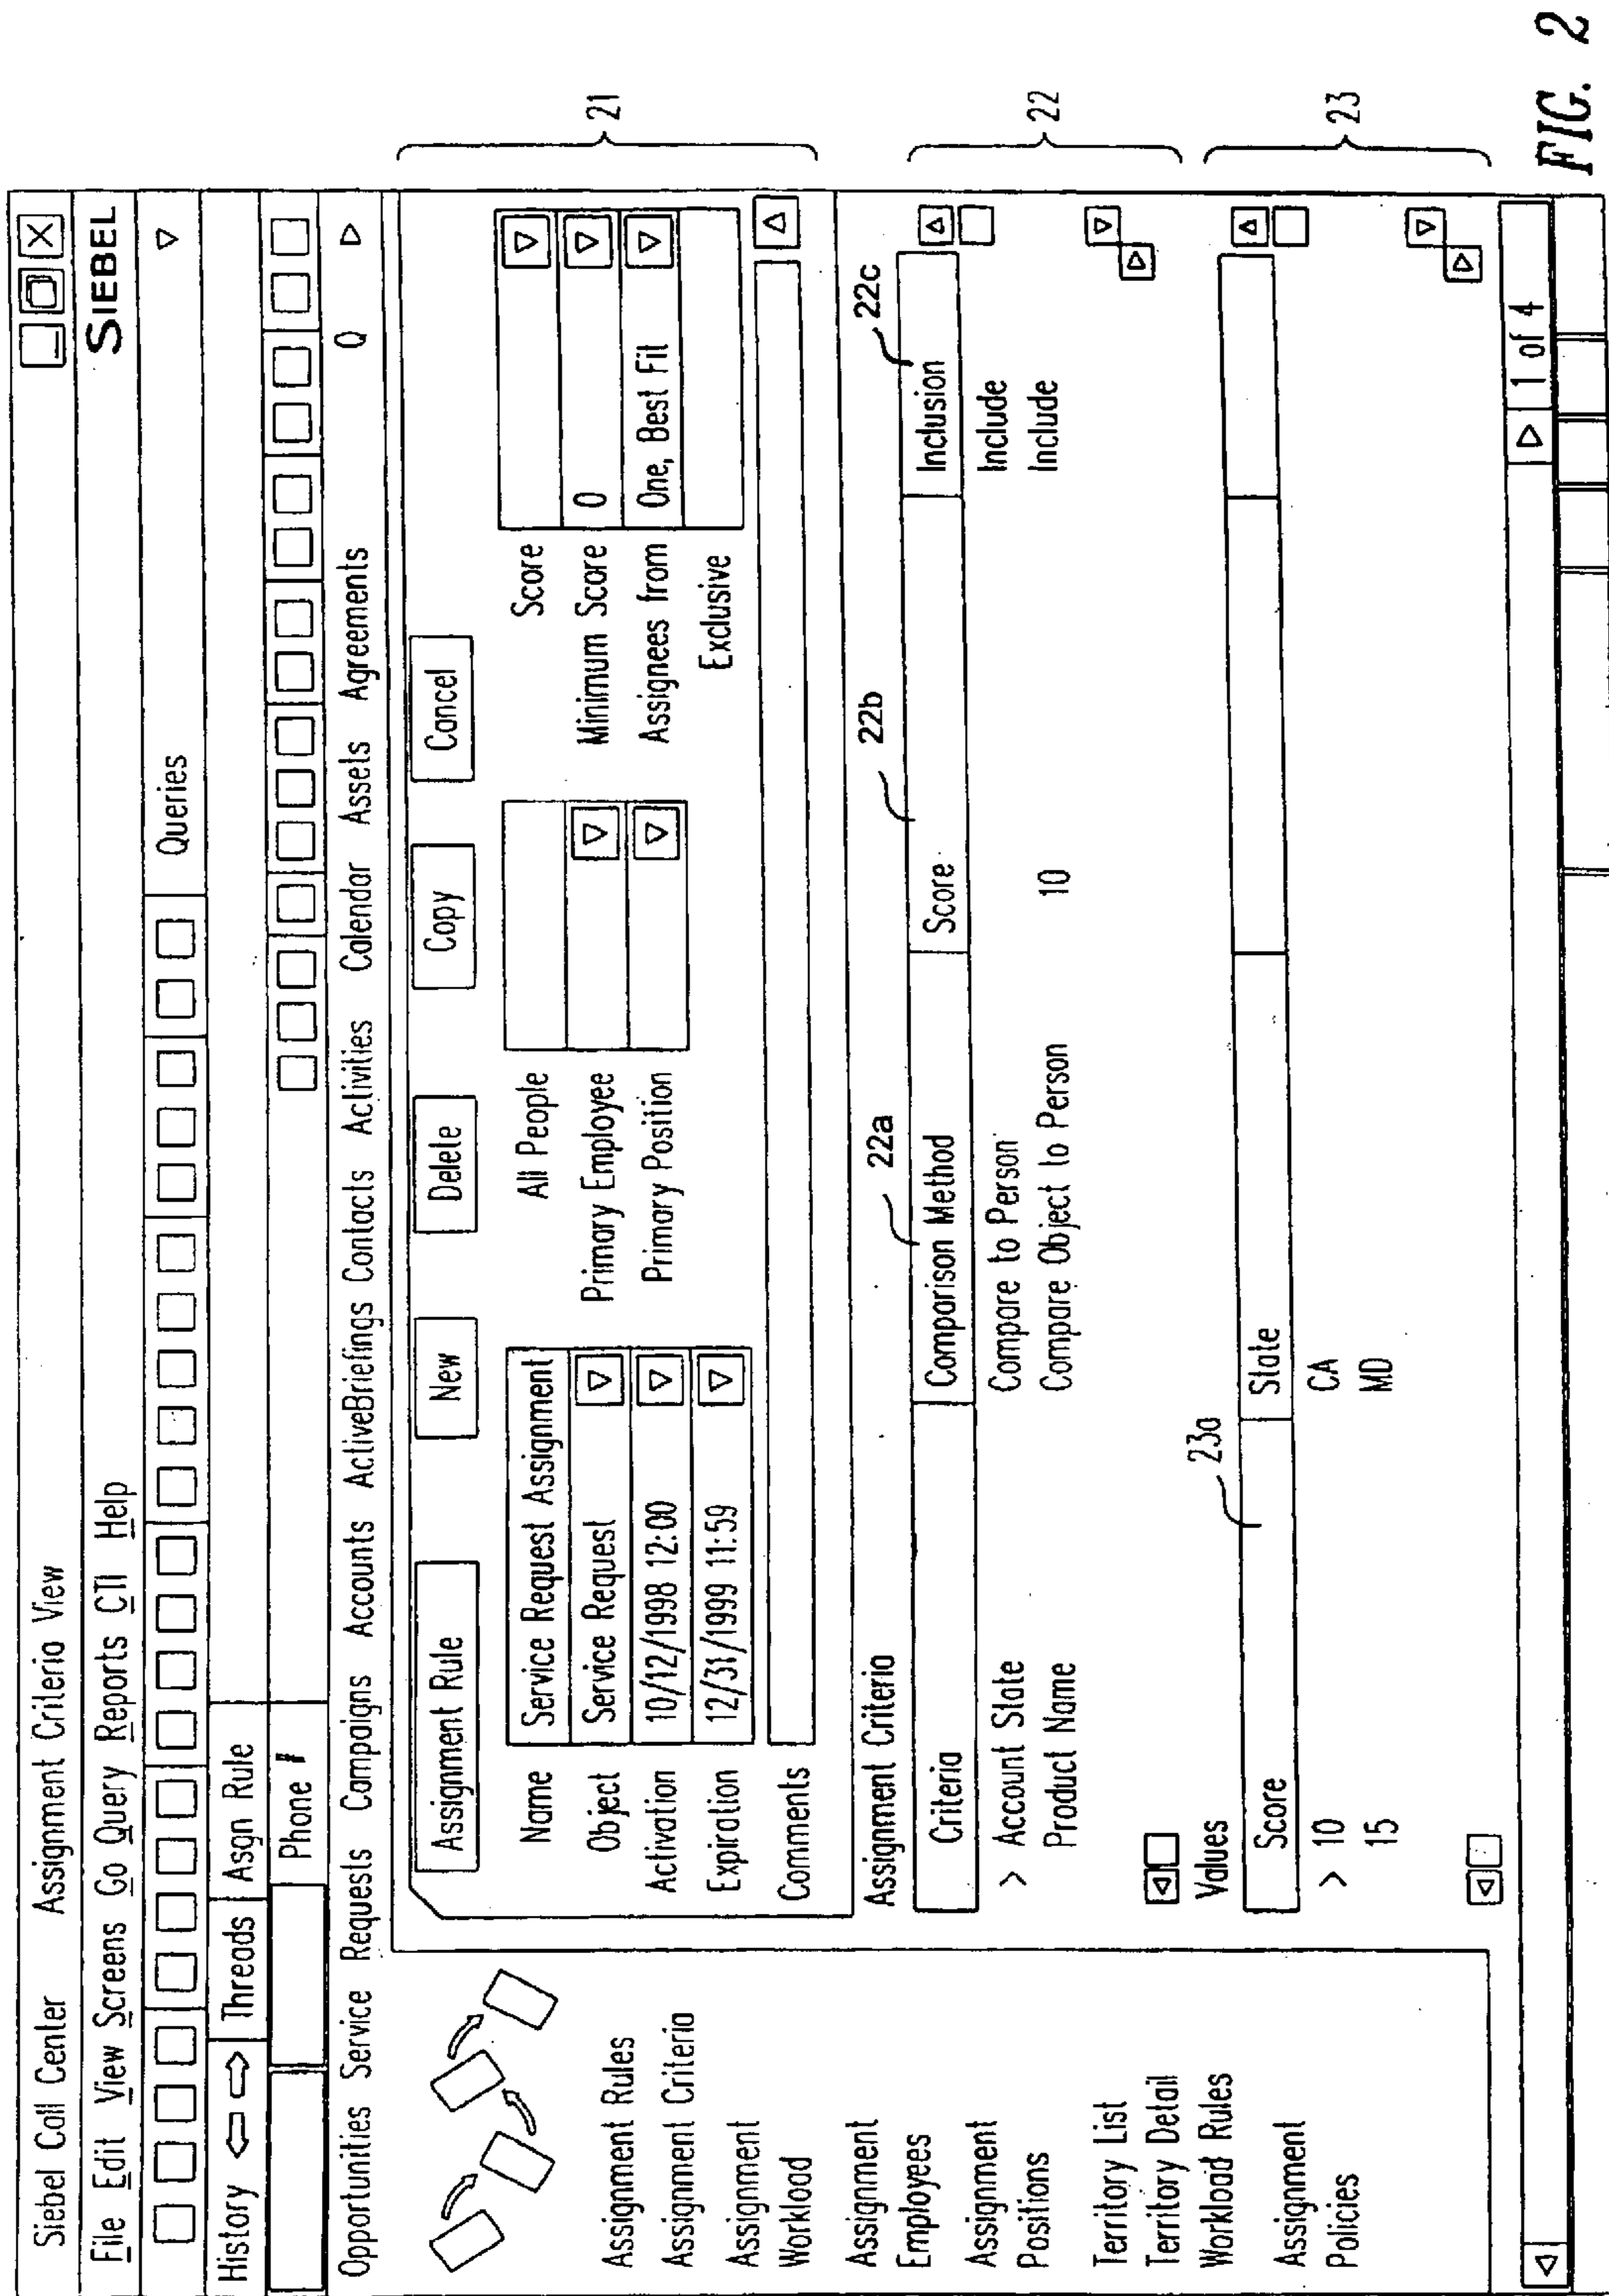 Siebel Call Center Assignment Criteria View
SIEBEL
File Edit View Screens Go Query Reports CTI Help
Queries
History Threads Asgn Rule
Phone #
Opportunities Service Requests Campaigns Accounts ActiveBriefings Contacts Activities Calendar Assets Agreements Q
Assignment Rules
Assignment Criteria
Assignment
Workload
Assignment
Employees
Assignment
Positions
Territory List
Territory Detail
Workload Rules
Assignment
Policies
Assignment Rule New Delete Copy Cancel
Name Service Request Assignment All People Score
Object Service Request Primary Employee Minimum Score 0
Activation 10/12/1998 12:00 Primary Position Assignees from One, Best Fit
Expiration 12/31/1999 11:59 Exclusive
Comments
21
Assignment Criteria 22a 22b 22c
Criteria Comparison Method Score Inclusion
> Account State Compare to Person Include
Product Name Compare Object to Person 10 Include
22
Values 23a
Score State
> 10 CA
15 MD
23
1 of 4
FIG. 2